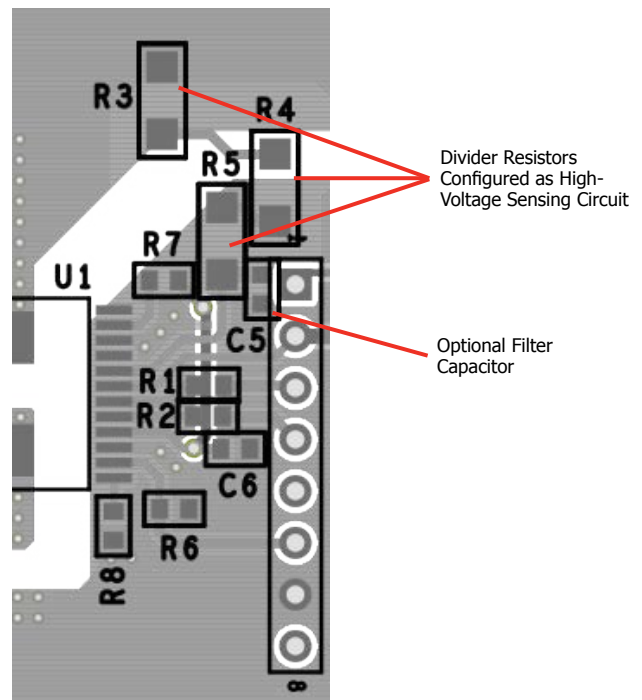 R3
R4
R5
Divider Resistors
Configured as High-
Voltage Sensing Circuit
1
R7
U1
C5
Optional Filter
Capacitor
R1
R2
C6
R6
R8
8